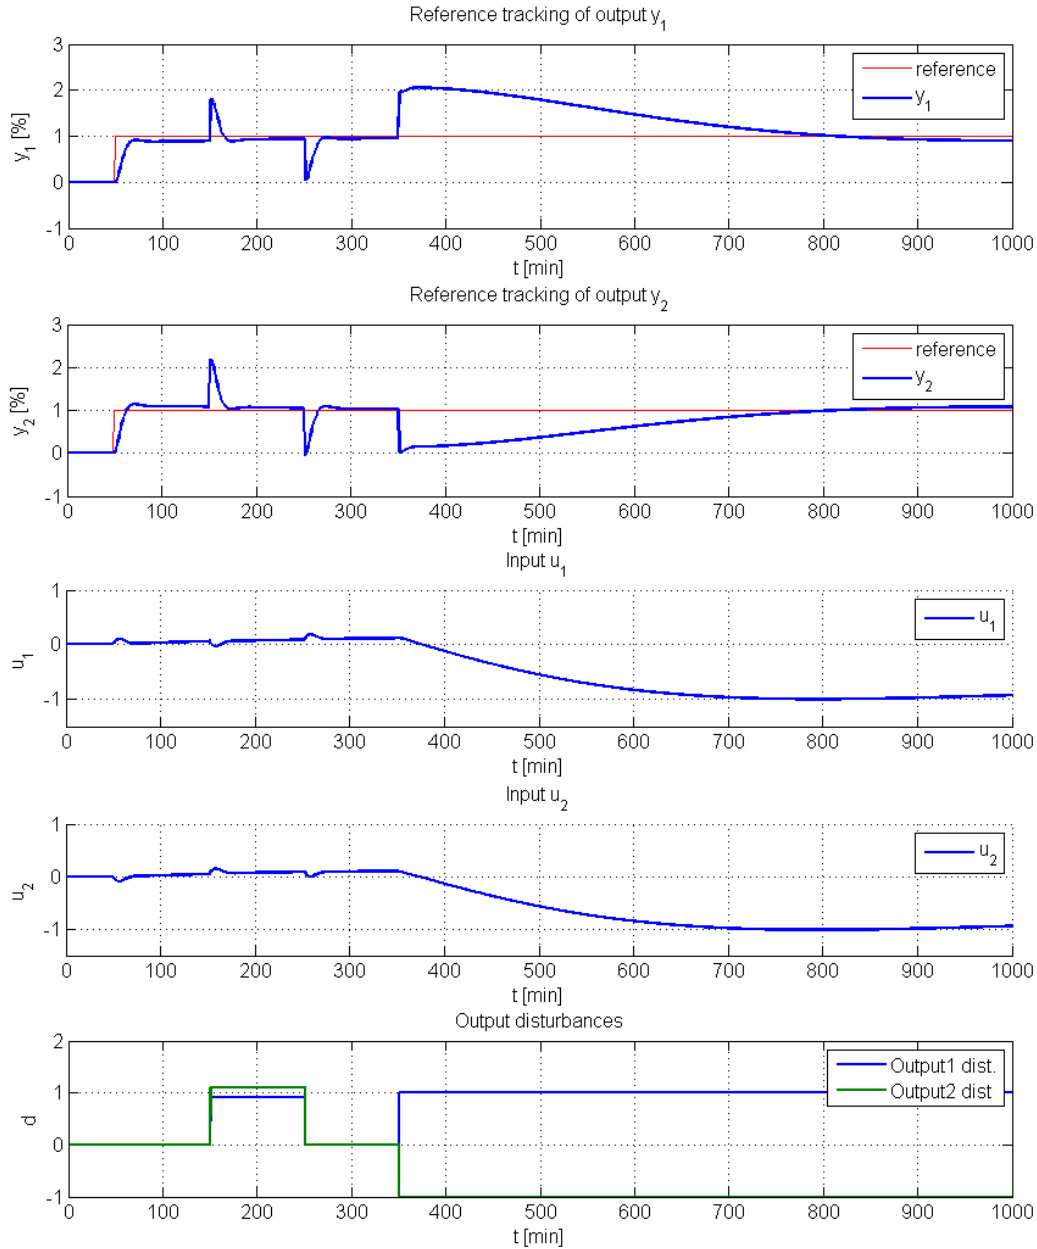 Reference tracking of output y1
3
2
1
0
-1
y1 [%]
reference
y1
0 100 200 300 400 500 600 700 800 900 1000
t [min]
Reference tracking of output y2
3
2
1
0
-1
y2 [%]
reference
y2
0 100 200 300 400 500 600 700 800 900 1000
t [min]
Input u1
1
0
-1
u1
u1
0 100 200 300 400 500 600 700 800 900 1000
t [min]
Input u2
1
0
-1
u2
u2
0 100 200 300 400 500 600 700 800 900 1000
t [min]
Output disturbances
2
1
0
-1
d
Output1 dist.
Output2 dist
0 100 200 300 400 500 600 700 800 900 1000
t [min]